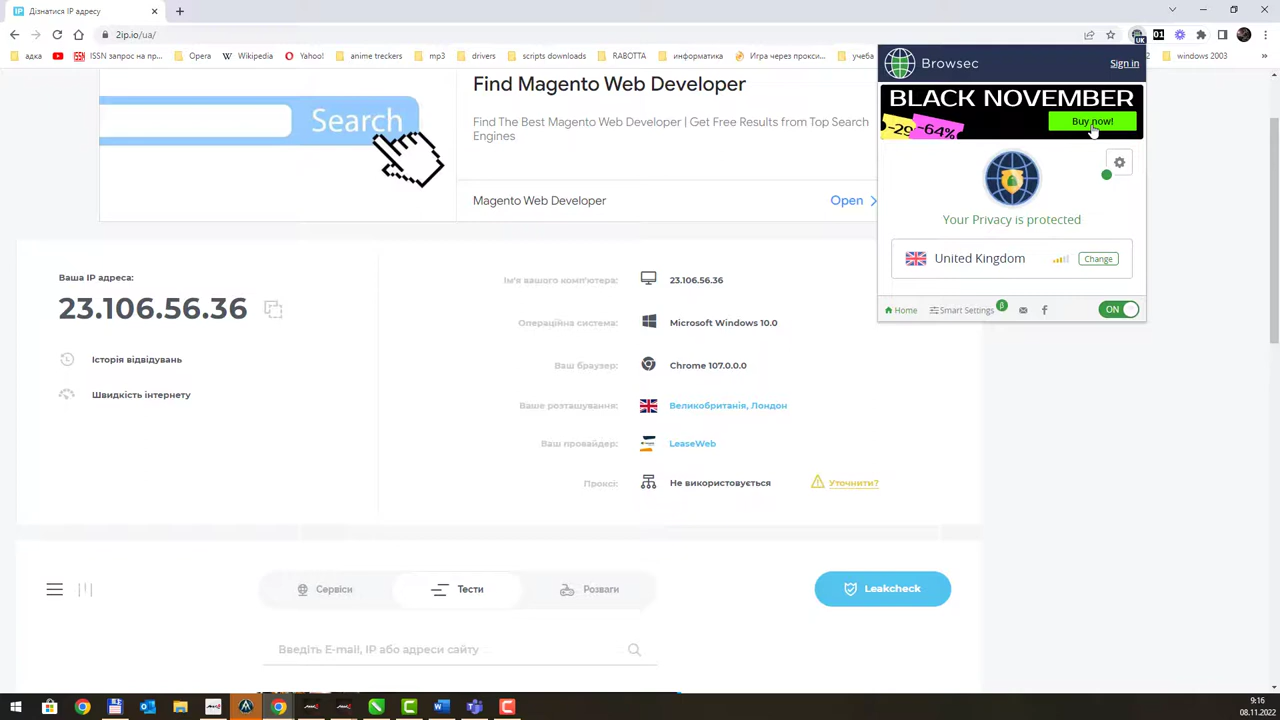 Дізнатися IP адресу
2ip.io/ua/
адка
ISSN запрос на пр...
Opera
Wikipedia
Yahoo!
anime treckers
mp3
drivers
scripts downloads
RABOTTA
информатика
Игра через прокси...
учеба
windows 2003
UK
Browsec
Sign in
BLACK NOVEMBER
Buy now!
-64%
Your Privacy is protected
United Kingdom
Change
Home
Smart Settings
β
ON
Find Magento Web Developer
Search
Find The Best Magento Web Developer | Get Free Results from Top Search
Engines
Magento Web Developer
Open
Ваша IP адреса:
23.106.56.36
Історія відвідувань
Швидкість інтернету
Ім'я вашого комп'ютера:
23.106.56.36
Операційна система:
Microsoft Windows 10.0
Ваш браузер:
Chrome 107.0.0.0
Ваше розташування:
Великобританія, Лондон
Ваш провайдер:
LeaseWeb
Проксі:
Не використовується
Уточнити?
Сервіси
Тести
Розваги
Leakcheck
Введіть E-mail, IP або адреси сайту
9:16
08.11.2022